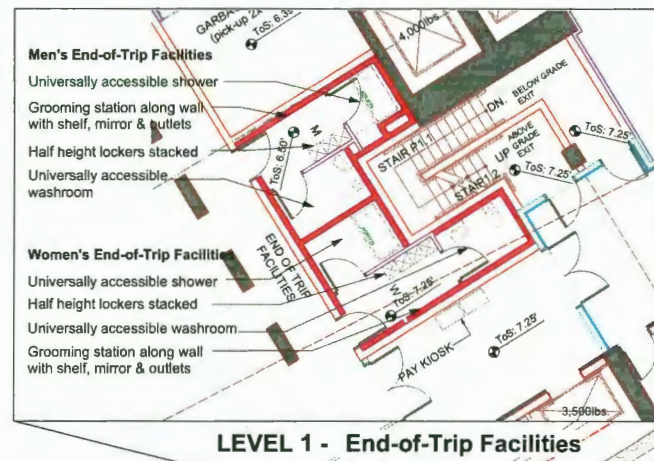 GARBA
(pick-up 2x
ToS: 6.35
4,000lbs.
Men's End-of-Trip Facilities
Universally accessible shower
Grooming station along wall
with shelf, mirror & outlets
Half height lockers stacked
Universally accessible
washroom
M
ToS: 6.50'
STAIR P1.1
DN.
BELOW GRADE
EXIT
ABOVE
GRADE
EXIT
UP
STAIR 1.2
ToS: 7.25'
ToS: 7.25'
END OF TRIP
FACILITIES
Women's End-of-Trip Facilities
Universally accessible shower
Half height lockers stacked
Universally accessible washroom
Grooming station along wall
with shelf, mirror & outlets
W
ToS: 7.25'
PAY KIOSK
ToS: 7.25'
3,500lbs.
LEVEL 1 - End-of-Trip Facilities